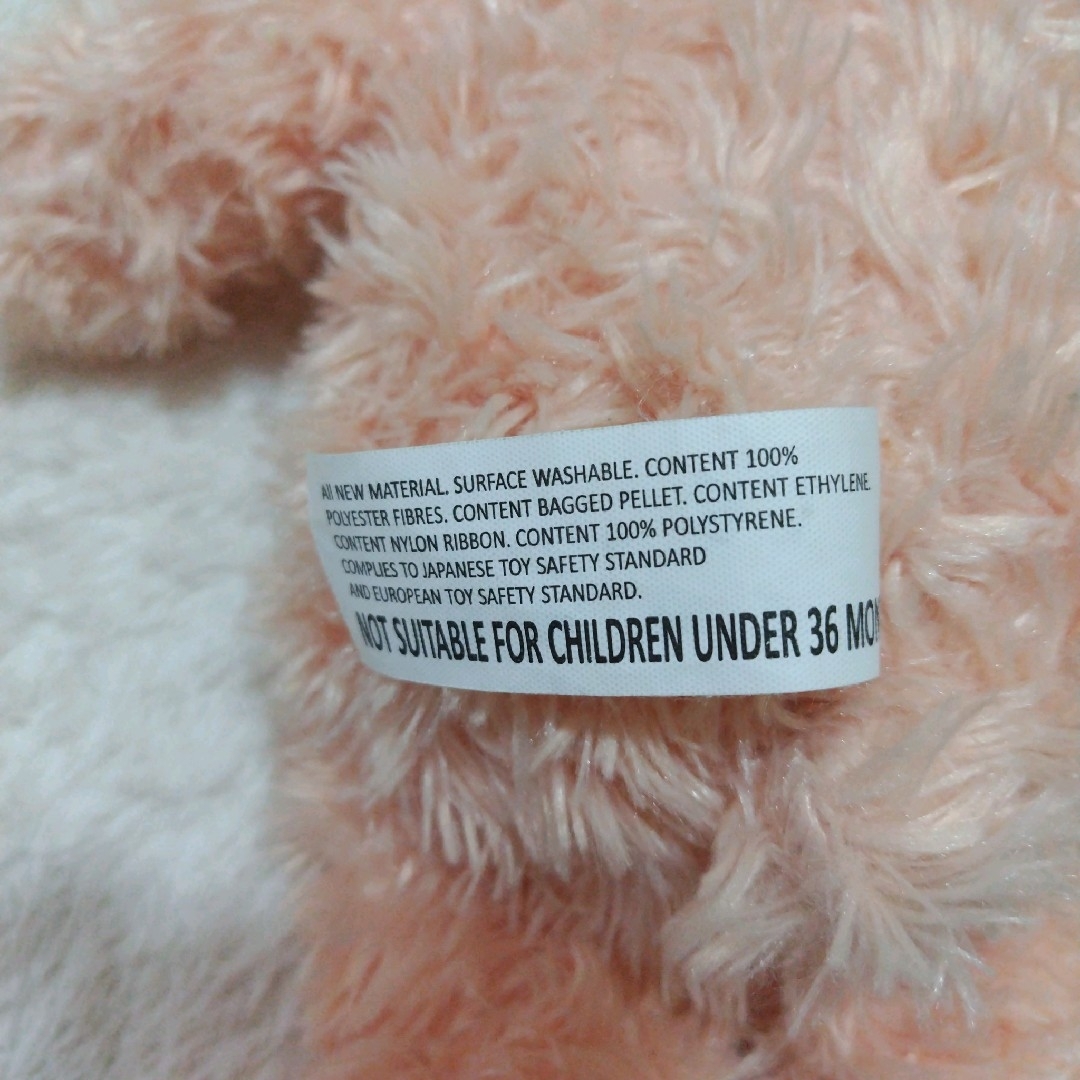 All NEW MATERIAL. SURFACE WASHABLE. CONTENT 100%
POLYESTER FIBRES. CONTENT BAGGED PELLET. CONTENT ETHYLENE.
CONTENT NYLON RIBBON. CONTENT 100% POLYSTYRENE.
COMPLIES TO JAPANESE TOY SAFETY STANDARD
AND EUROPEAN TOY SAFETY STANDARD.
NOT SUITABLE FOR CHILDREN UNDER 36